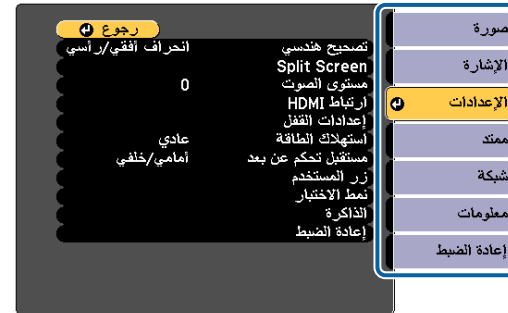 صورة
الإشارة
الإعدادات
ممتد
شبكة
معلومات
إعادة الضبط
رجوع
تصحيح هندسي انحراف أفقي/رأسي
Split Screen
مستوى الصوت 0
ارتباط HDMI
إعدادات القفل
استهلاك الطاقة عادي
مستقبل تحكم عن بعد أمامي/خلفي
زر المستخدم
نمط الاختبار
الذاكرة
إعادة الضبط